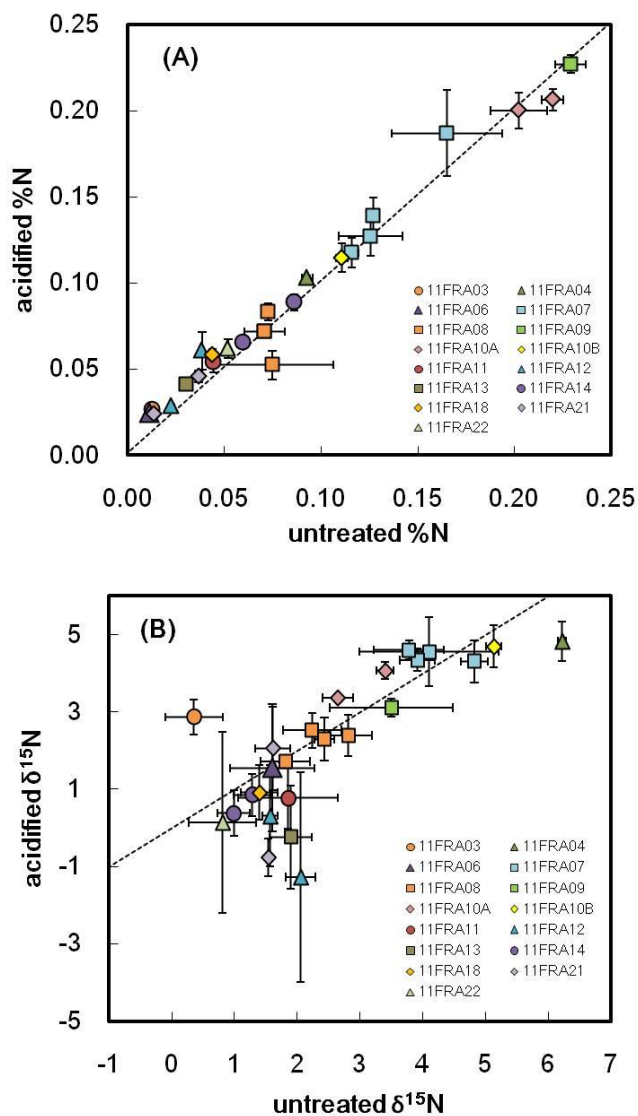 (A)
acidified %N
0.25
0.20
0.15
0.10
0.05
0.00
11FRA03 11FRA04
11FRA06 11FRA07
11FRA08 11FRA09
11FRA10A 11FRA10B
11FRA11 11FRA12
11FRA13 11FRA14
11FRA18 11FRA21
11FRA22
0.00 0.05 0.10 0.15 0.20 0.25
untreated %N
(B)
acidified δ¹⁵N
5
3
1
-1
-3
-5
11FRA03 11FRA04
11FRA06 11FRA07
11FRA08 11FRA09
11FRA10A 11FRA10B
11FRA11 11FRA12
11FRA13 11FRA14
11FRA18 11FRA21
11FRA22
-1 0 1 2 3 4 5 6 7
untreated δ¹⁵N